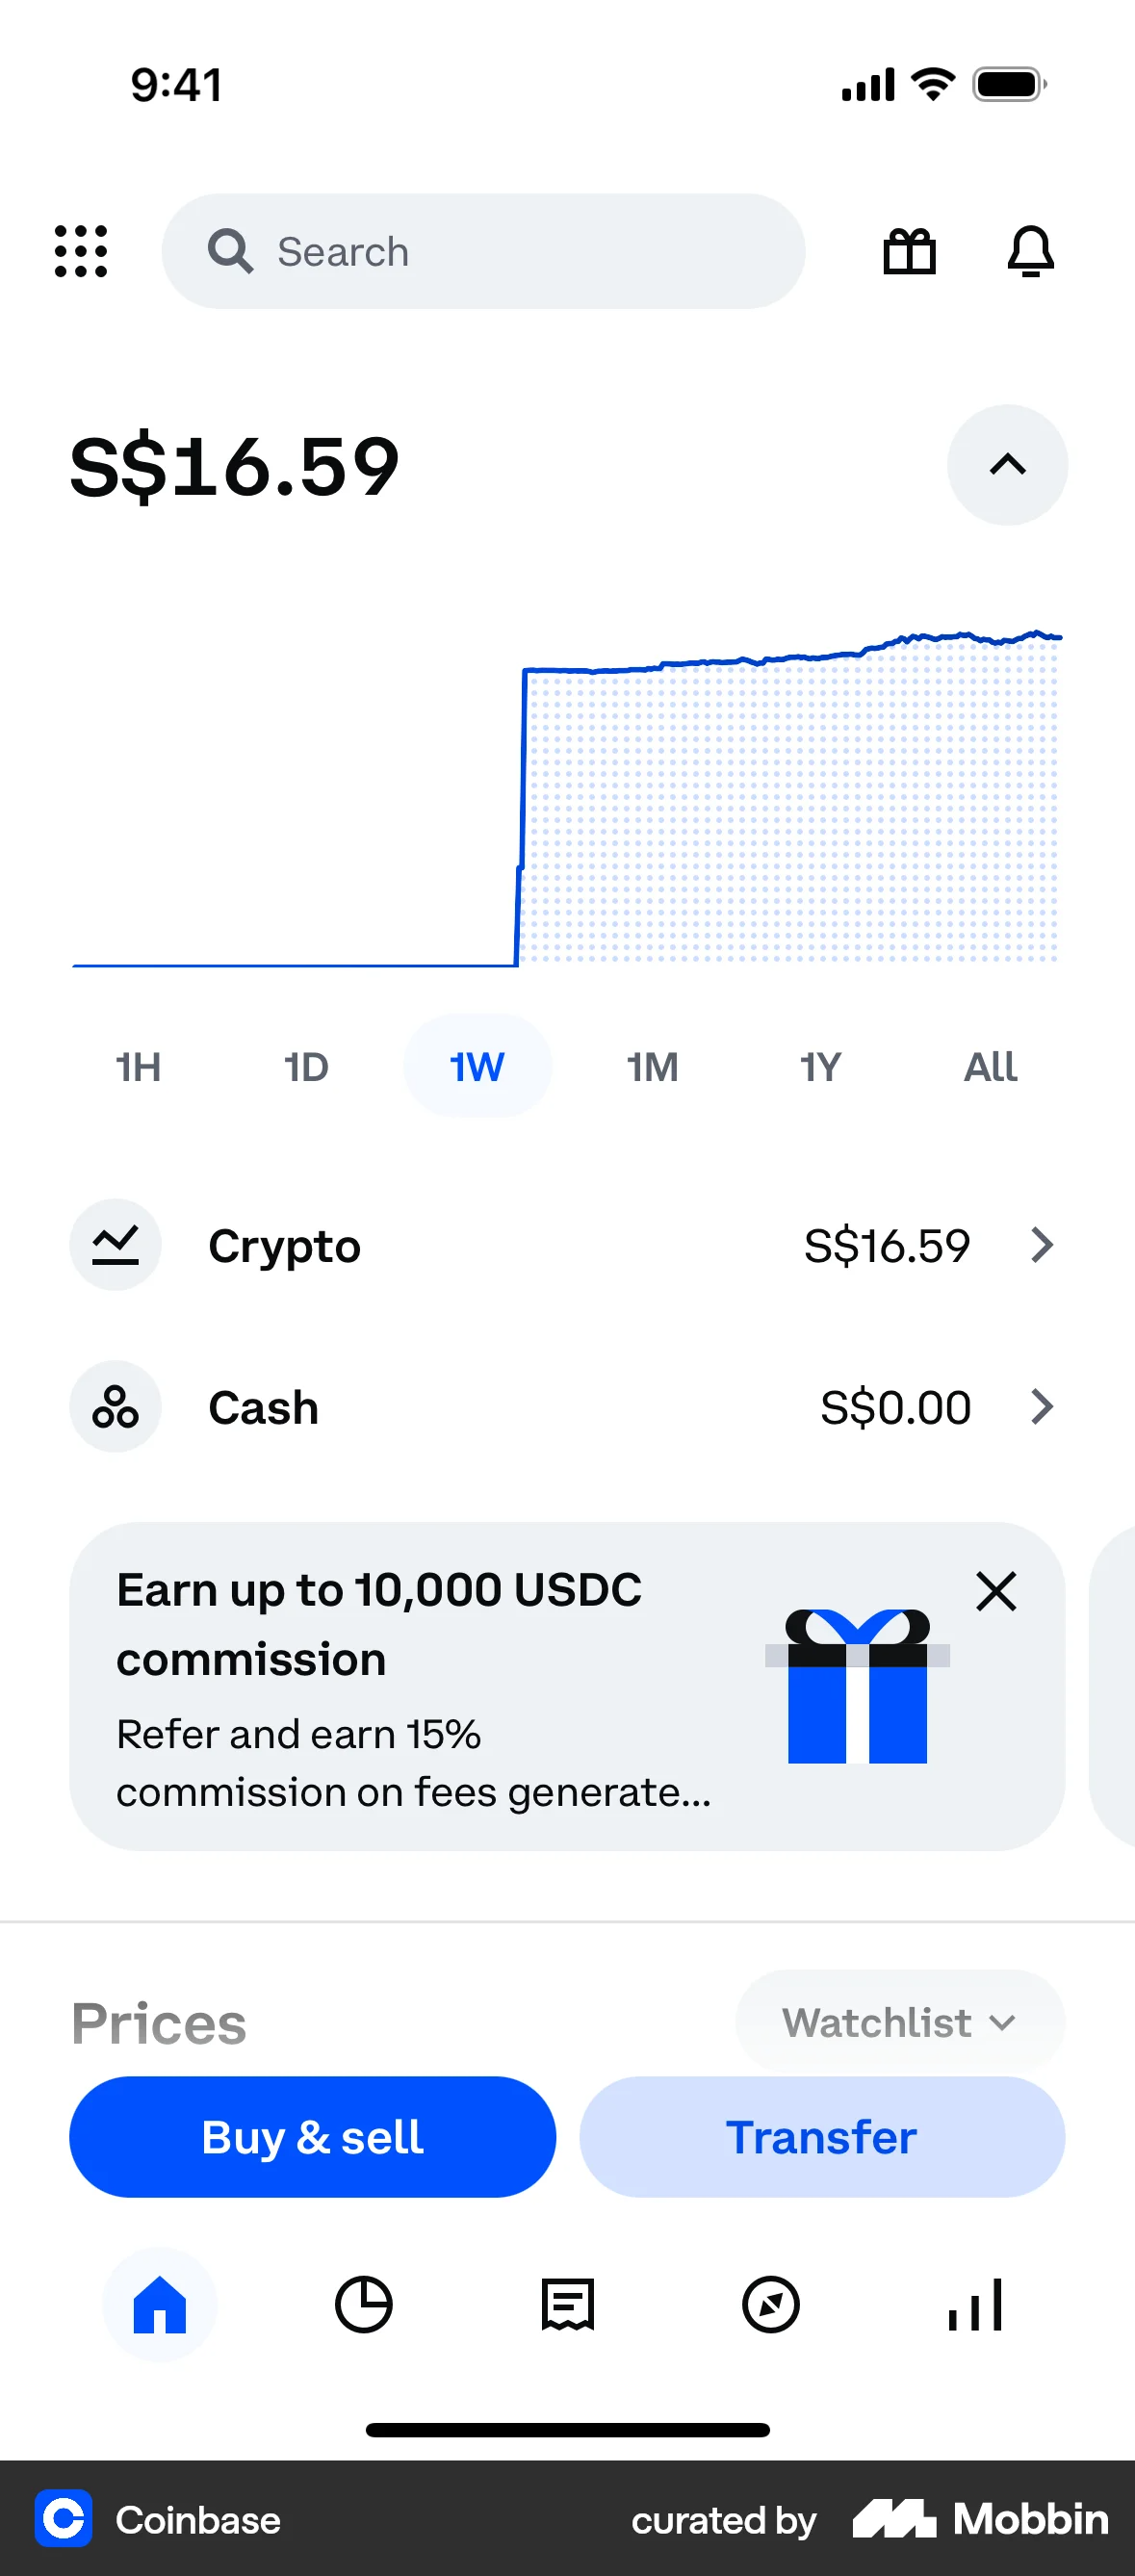 9:41
Search
S$16.59
1H 1D 1W 1M 1Y All
Crypto S$16.59
Cash S$0.00
Earn up to 10,000 USDC
commission
Refer and earn 15%
commission on fees generate...
Prices Watchlist
Buy & sell Transfer
Coinbase curated by Mobbin